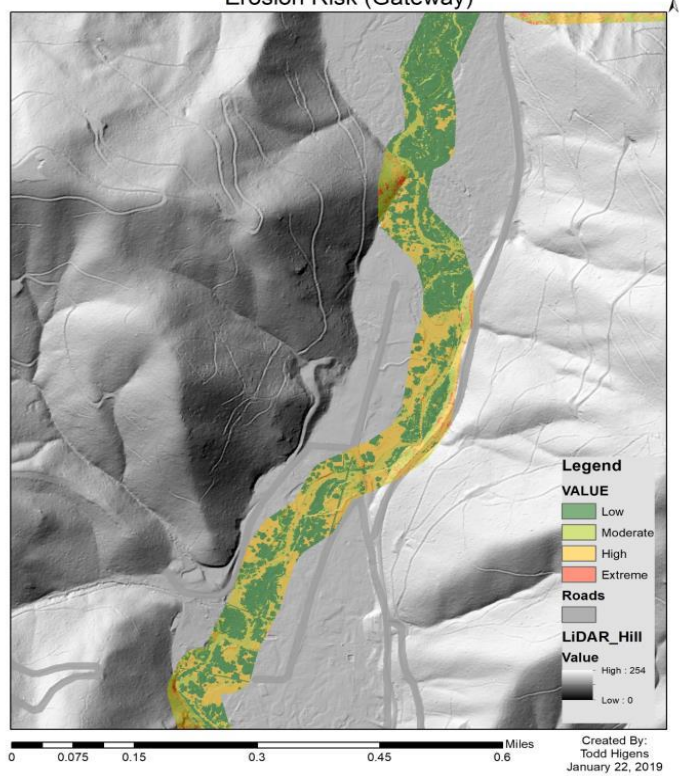 Erosion Risk (Gateway)
Legend
VALUE
Low
Moderate
High
Extreme
Roads
LiDAR_Hill
Value
High : 254
Low : 0
Miles
0 0.075 0.15 0.3 0.45 0.6
Created By:
Todd Higens
January 22, 2019